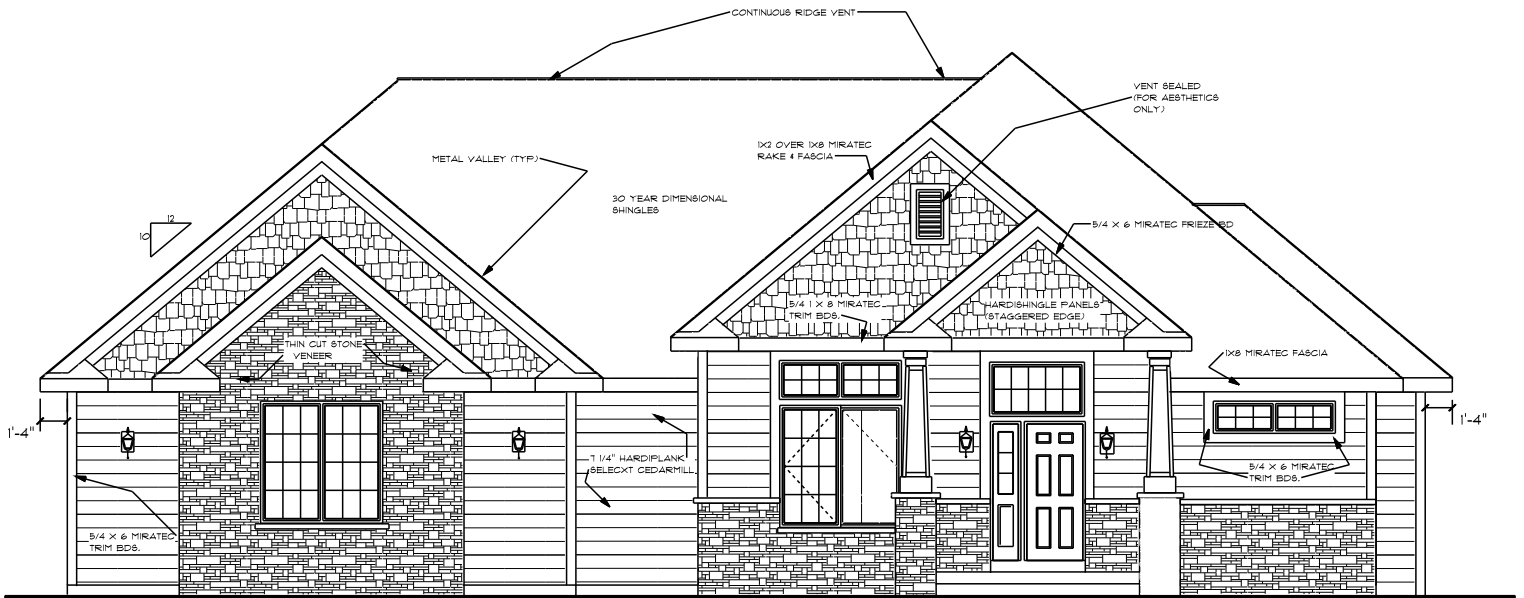 CONTINUOUS RIDGE VENT
VENT SEALED
(FOR AESTHETICS
ONLY)
1X2 OVER 1X8 MIRATEC
RAKE & FASCIA
METAL VALLEY (TYP)
30 YEAR DIMENSIONAL
SHINGLES
12
10
5/4 X 6 MIRATEC FRIEZE BD
5/4 1 X 8 MIRATEC
TRIM BDS.
HARDISHINGLE PANELS
(STAGGERED EDGE)
THIN CUT STONE
VENEER
1X8 MIRATEC FASCIA
1'-4"
1'-4"
7 1/4" HARDIPLANK
SELECXT CEDARMILL
5/4 X 6 MIRATEC
TRIM BDS.
5/4 X 6 MIRATEC
TRIM BDS.